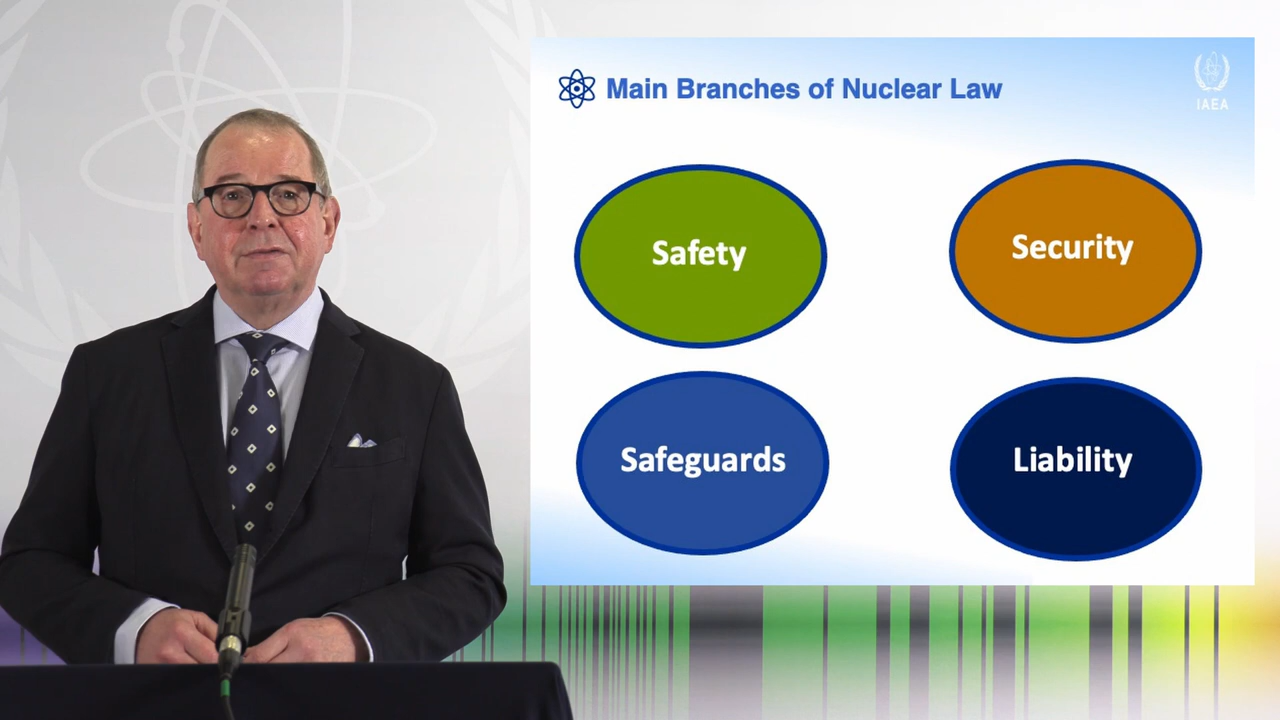 Main Branches of Nuclear Law
IAEA
Safety
Security
Safeguards
Liability